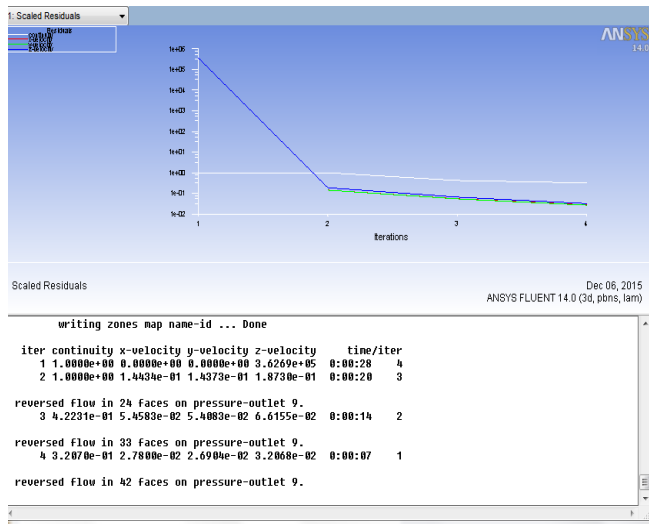 1: Scaled Residuals
Residuals
continuity
x-velocity
y-velocity
z-velocity
ANSYS
14.0
1e+06
1e+05
1e+04
1e+03
1e+02
1e+01
1e+00
1e-01
1e-02
1 2 3 4
Iterations
Scaled Residuals
Dec 06, 2015
ANSYS FLUENT 14.0 (3d, pbns, lam)
writing zones map name-id ... Done
iter continuity x-velocity y-velocity z-velocity time/iter
1 1.0000e+00 0.0000e+00 0.0000e+00 3.6269e+05 0:00:28 4
2 1.0000e+00 1.4434e-01 1.4373e-01 1.8730e-01 0:00:20 3
reversed flow in 24 faces on pressure-outlet 9.
3 4.2231e-01 5.4583e-02 5.4083e-02 6.6155e-02 0:00:14 2
reversed flow in 33 faces on pressure-outlet 9.
4 3.2070e-01 2.7800e-02 2.6904e-02 3.2068e-02 0:00:07 1
reversed flow in 42 faces on pressure-outlet 9.